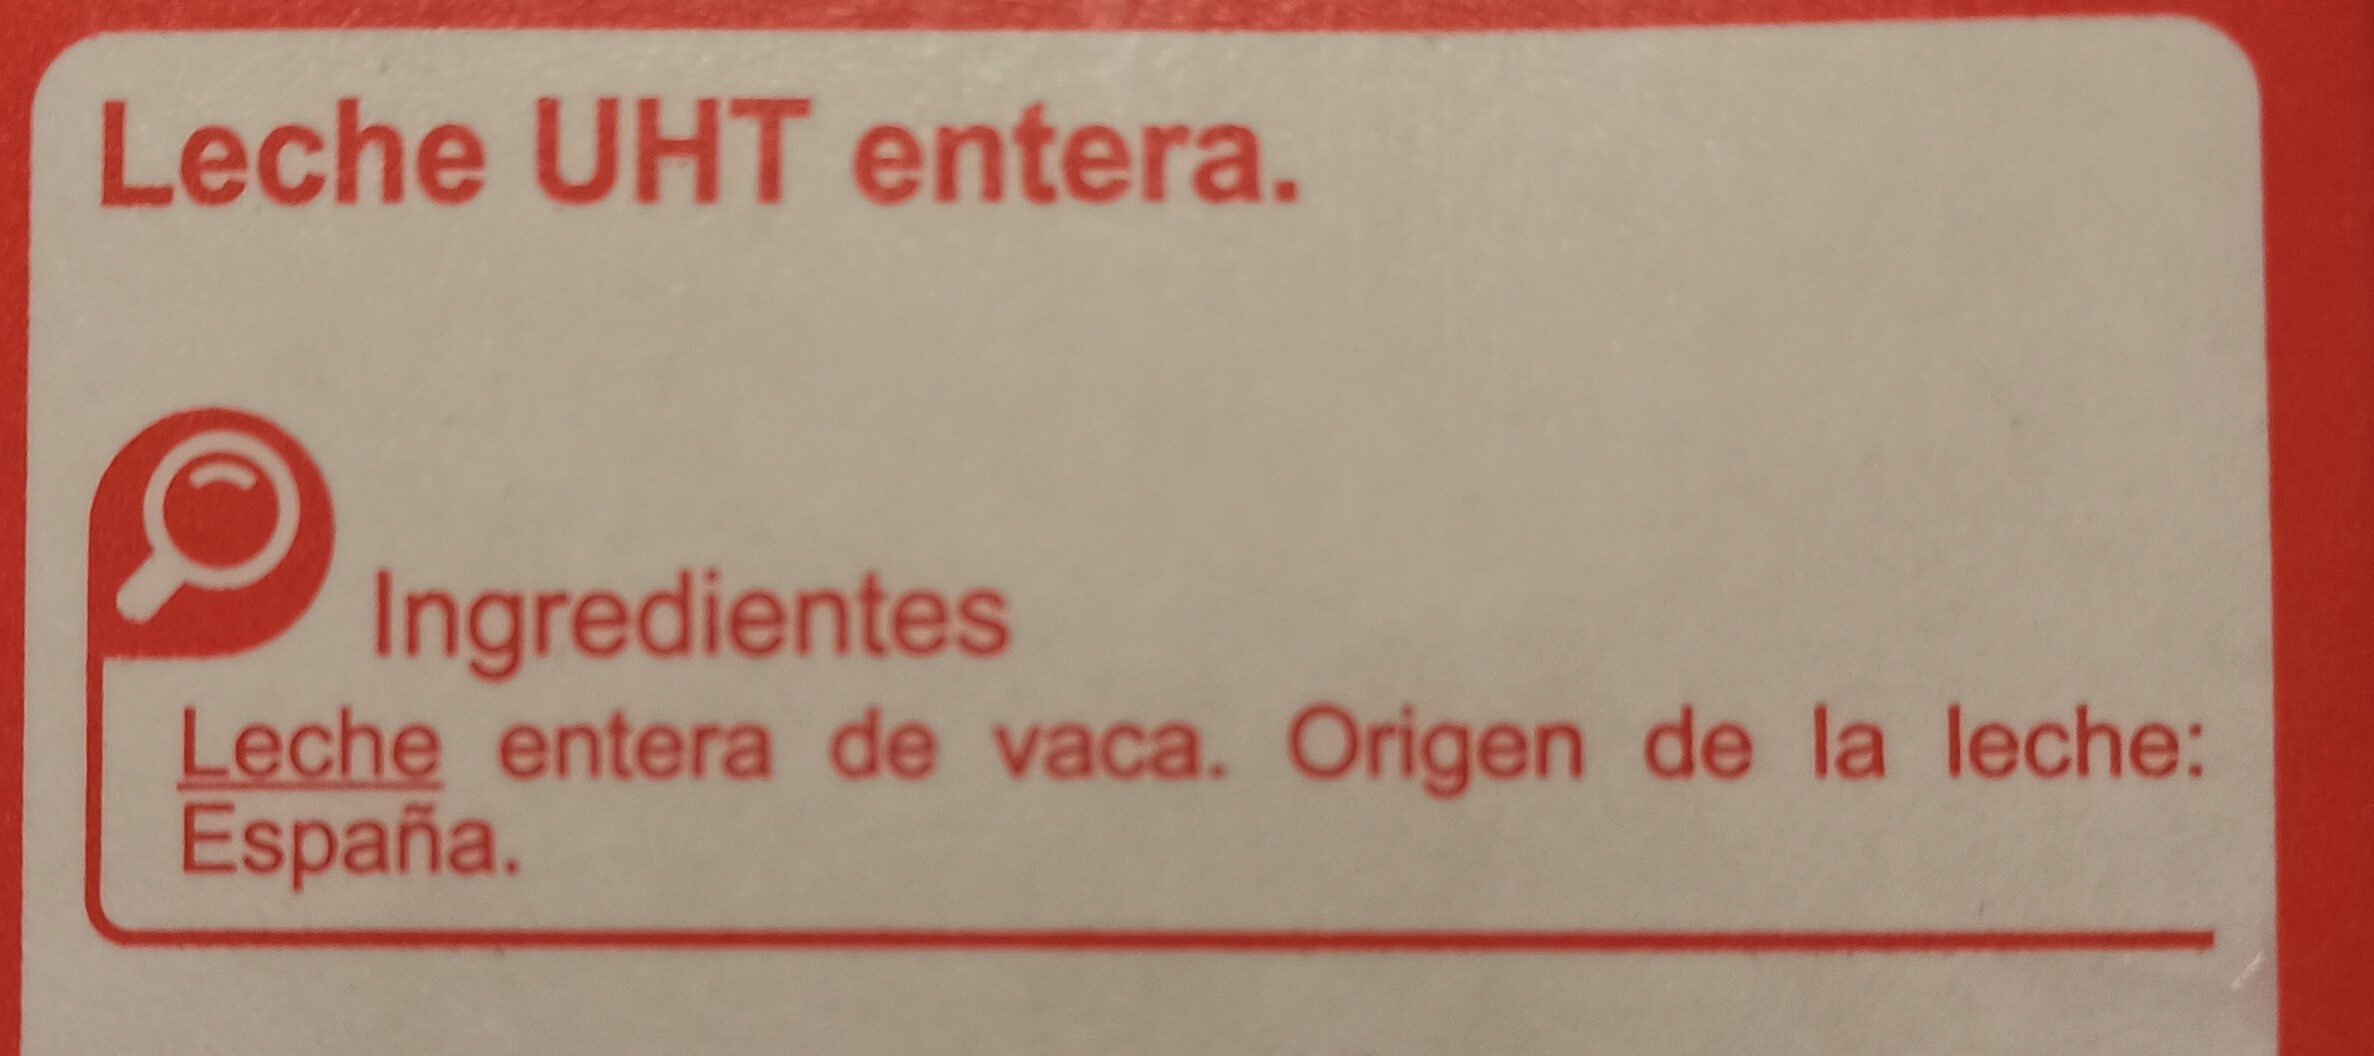 Leche UHT entera.
Ingredientes
Leche entera de vaca. Origen de la leche:
España.